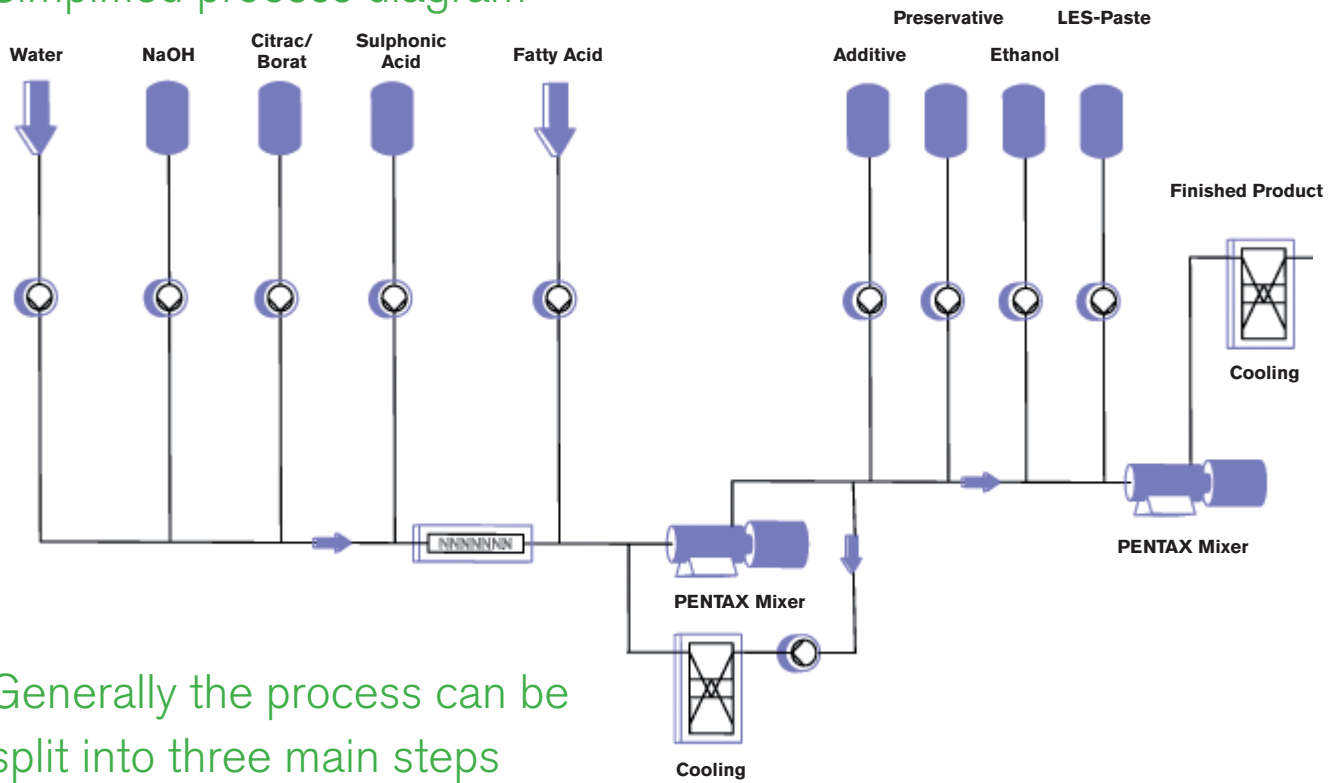 Simplified process diagram
Preservative
LES-Paste
Water
NaOH
Citrac/
Borat
Sulphonic
Acid
Fatty Acid
Additive
Ethanol
Finished Product
Cooling
PENTAX Mixer
PENTAX Mixer
Cooling
Generally the process can be
split into three main steps